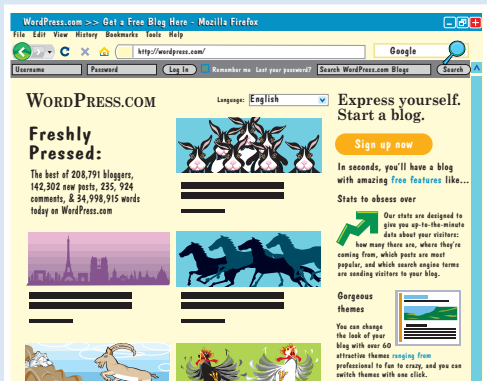 WordPress.com >> Get a Free Blog Here - Mozilla Firefox
File Edit View History Bookmarks Tools Help
http://wordpress.com/
Google
Username
Password
Log In
Remember me
Lost your password?
Search WordPress.com Blogs
Search
WORDPRESS.COM
Language:
English
Freshly
Pressed:
The best of 208,791 bloggers,
142,302 new posts, 235, 924
comments, & 34,998,915 words
today on WordPress.com
Express yourself.
Start a blog.
Sign up now
In seconds, you'll have a blog
with amazing free features like...
Stats to obsess over
Our stats are designed to
give you up-to-the-minute
data about your visitors:
how many there are, where they're
coming from, which posts are most
popular, and which search engine terms
are sending visitors to your blog.
Gorgeous
themes
You can change
the look of your
blog with over 60
attractive themes ranging from
professional to fun to crazy, and you can
switch themes with one click.